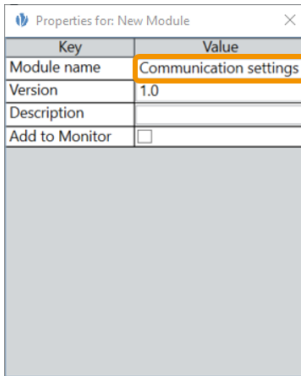 Properties for: New Module
Key Value
Module name Communication settings
Version 1.0
Description
Add to Monitor